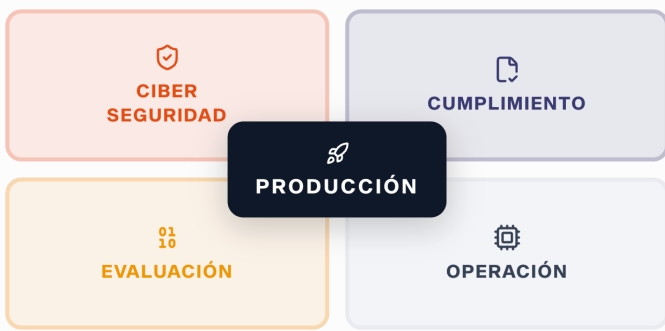 CIBER
SEGURIDAD
CUMPLIMIENTO
PRODUCCIÓN
01
10
EVALUACIÓN
OPERACIÓN